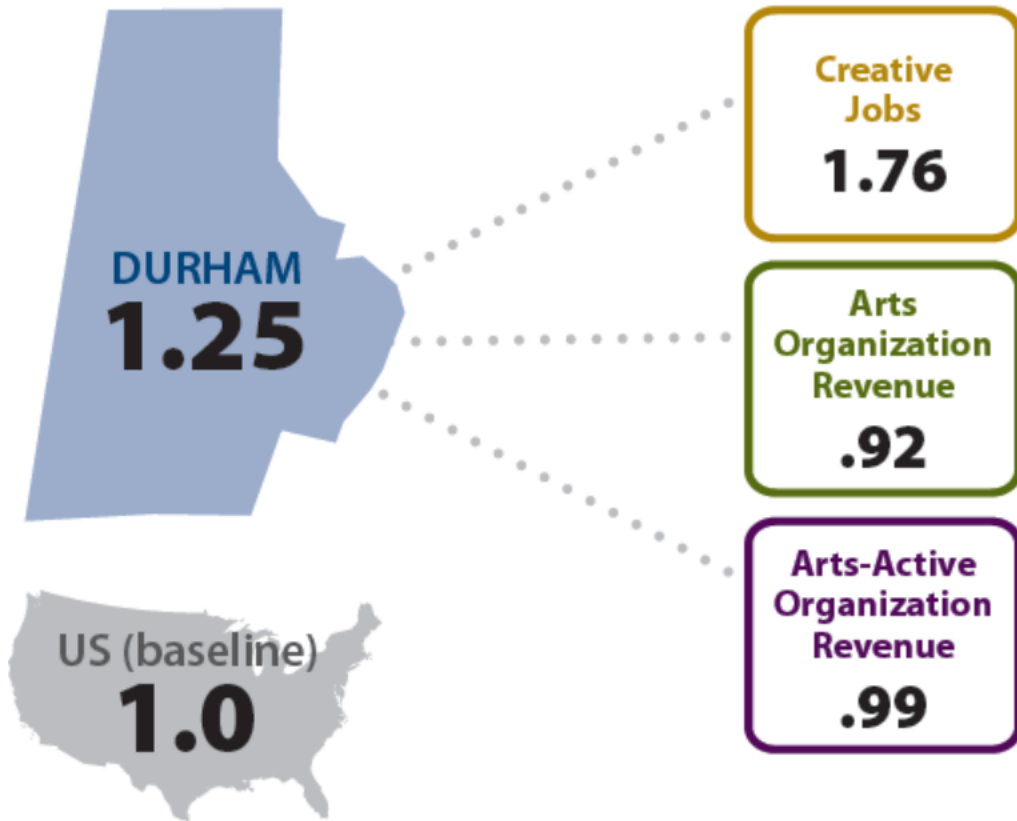 DURHAM
1.25
US (baseline)
1.0
Creative
Jobs
1.76
Arts
Organization
Revenue
.92
Arts-Active
Organization
Revenue
.99